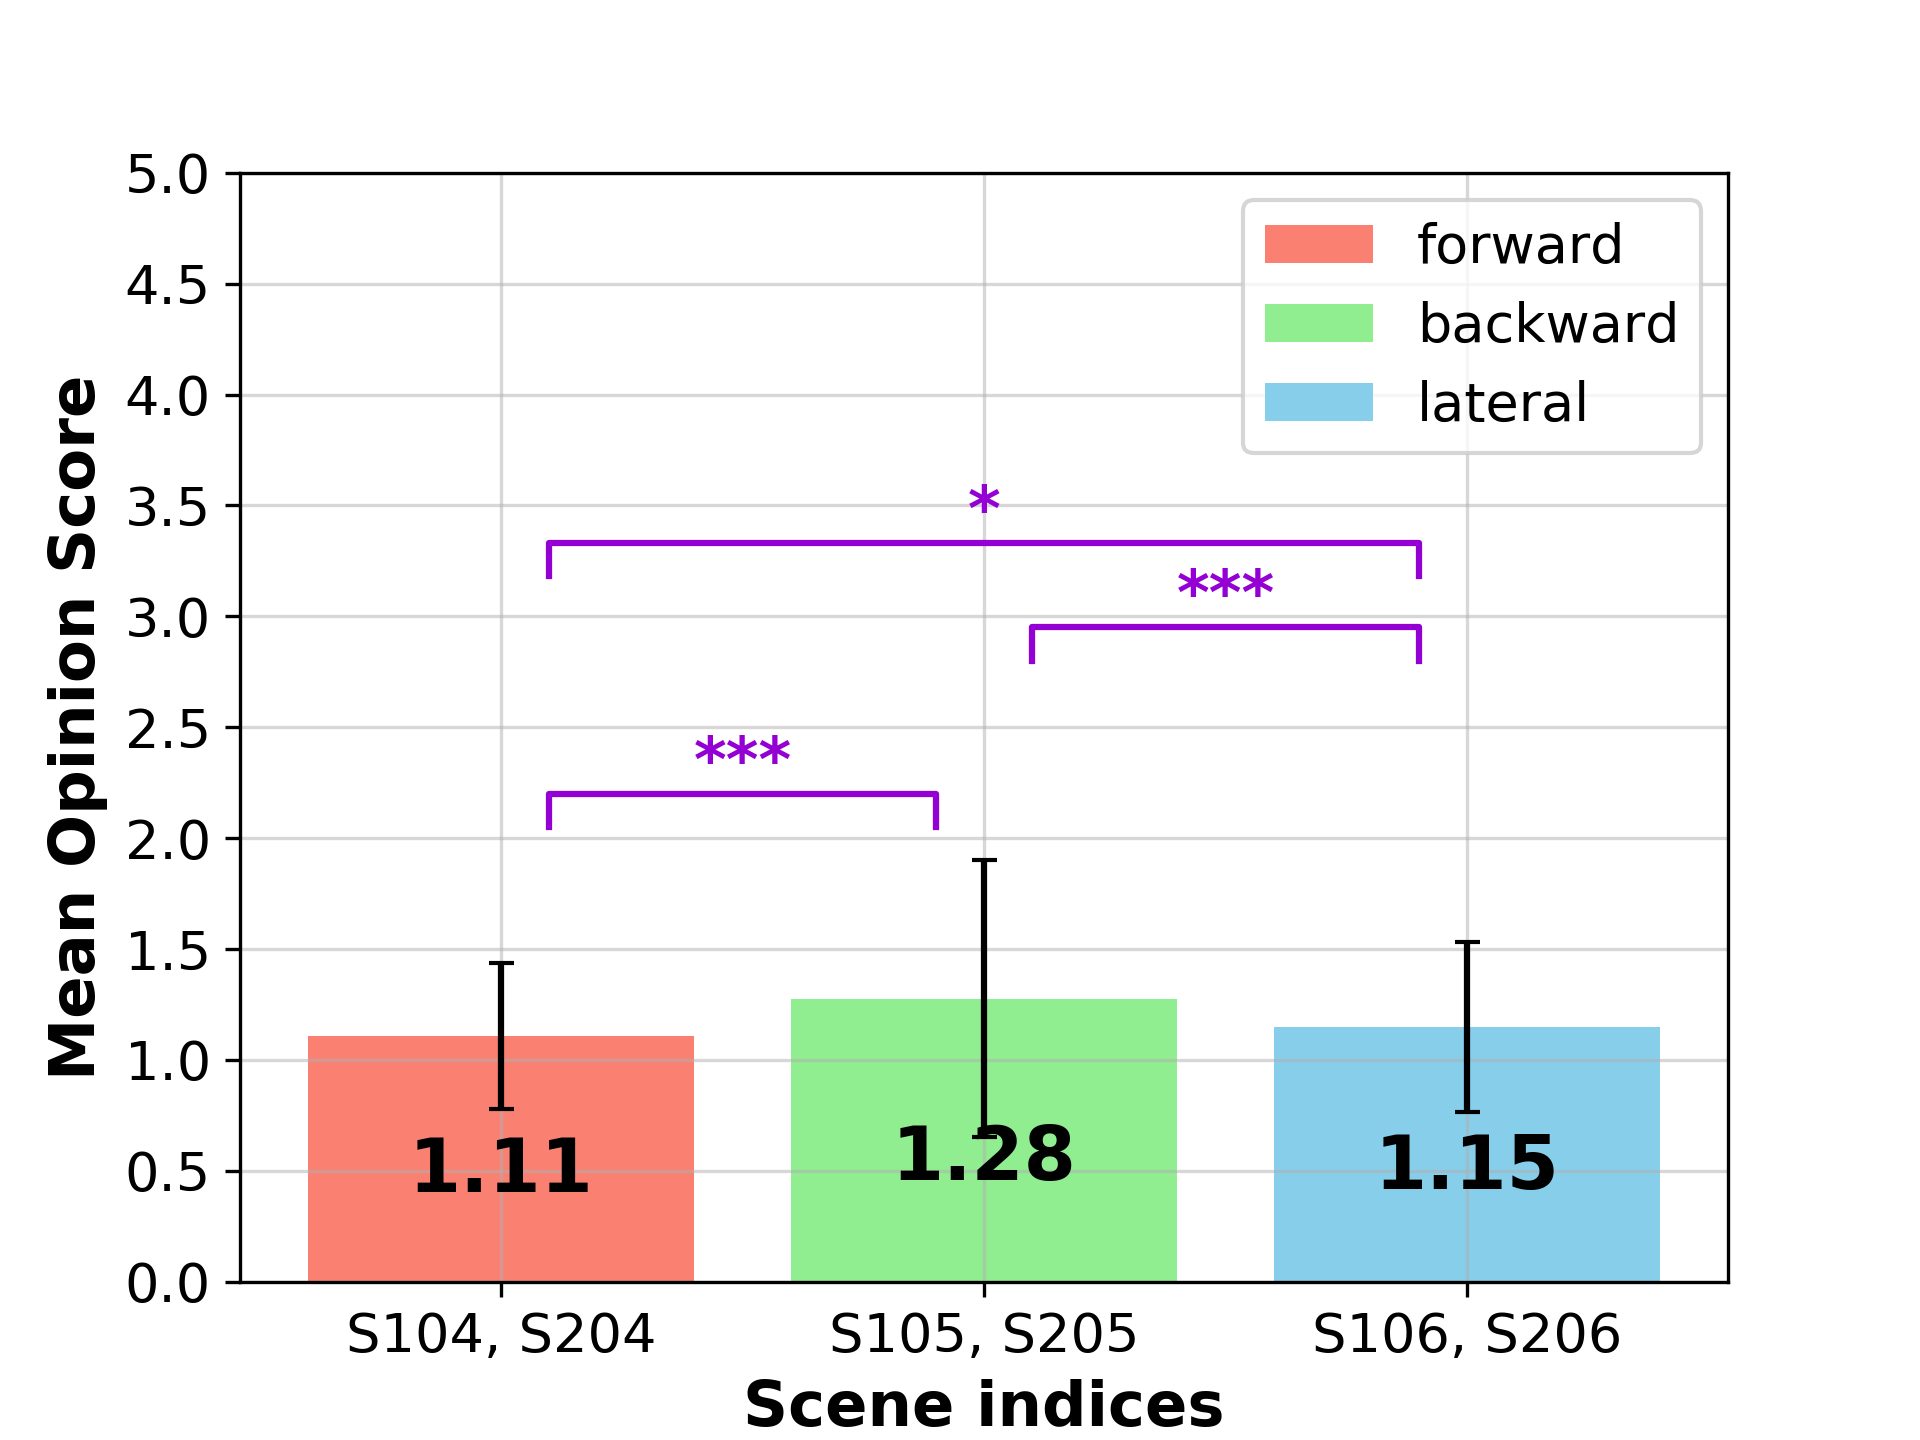 5.0
4.5
4.0
3.5
3.0
2.5
2.0
1.5
1.0
0.5
0.0
Mean Opinion Score
forward
backward
lateral
*
***
***
1.11
1.28
1.15
S104, S204
S105, S205
S106, S206
Scene indices